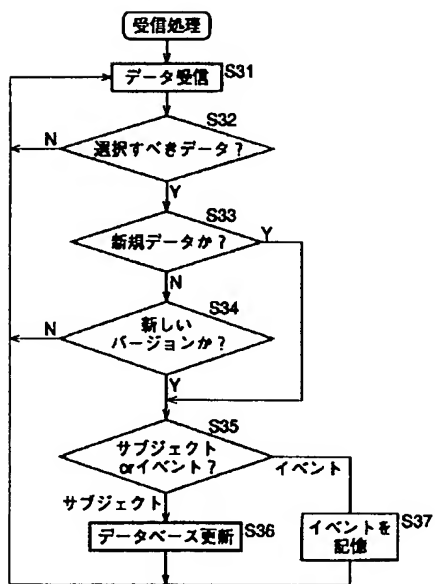 受信処理
データ受信
S31
S32
N
選択すべきデータ?
Y
S33
新規データか?
Y
N
S34
N
新しい
バージョンか?
Y
S35
サブジェクト
orイベント?
イベント
サブジェクト
データベース更新
S36
イベントを
記憶
S37